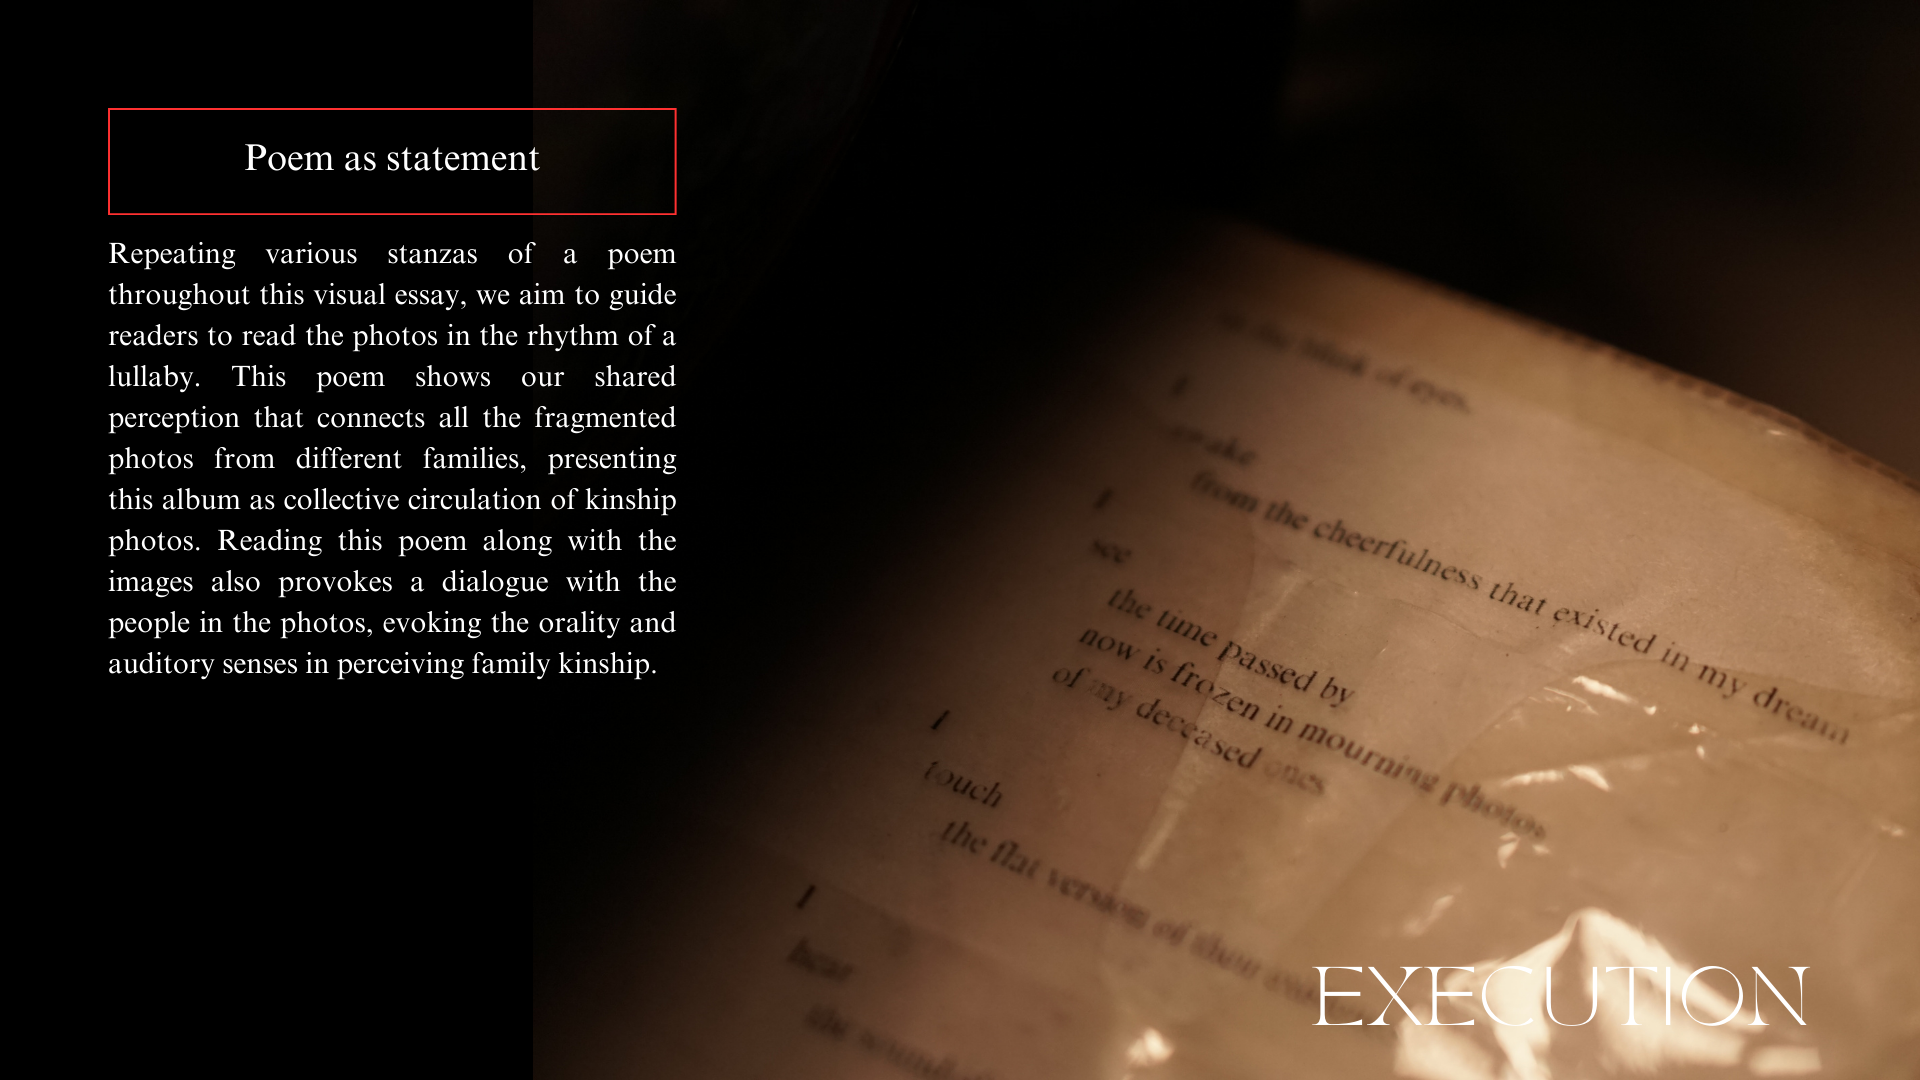 Poem as statement
Repeating various stanzas of a poem
throughout this visual essay, we aim to guide
readers to read the photos in the rhythm of a
lullaby. This poem shows our shared
perception that connects all the fragmented
photos from different families, presenting
this album as collective circulation of kinship
photos. Reading this poem along with the
images also provokes a dialogue with the
people in the photos, evoking the orality and
auditory senses in perceiving family kinship.
the blink of eyes,
I
awake
from the cheerfulness that existed in my dream
I
see
the time passed by
now is frozen in mourning photos
of my deceased ones
I
touch
the flat version of
I
hear
the sound
EXECUTION